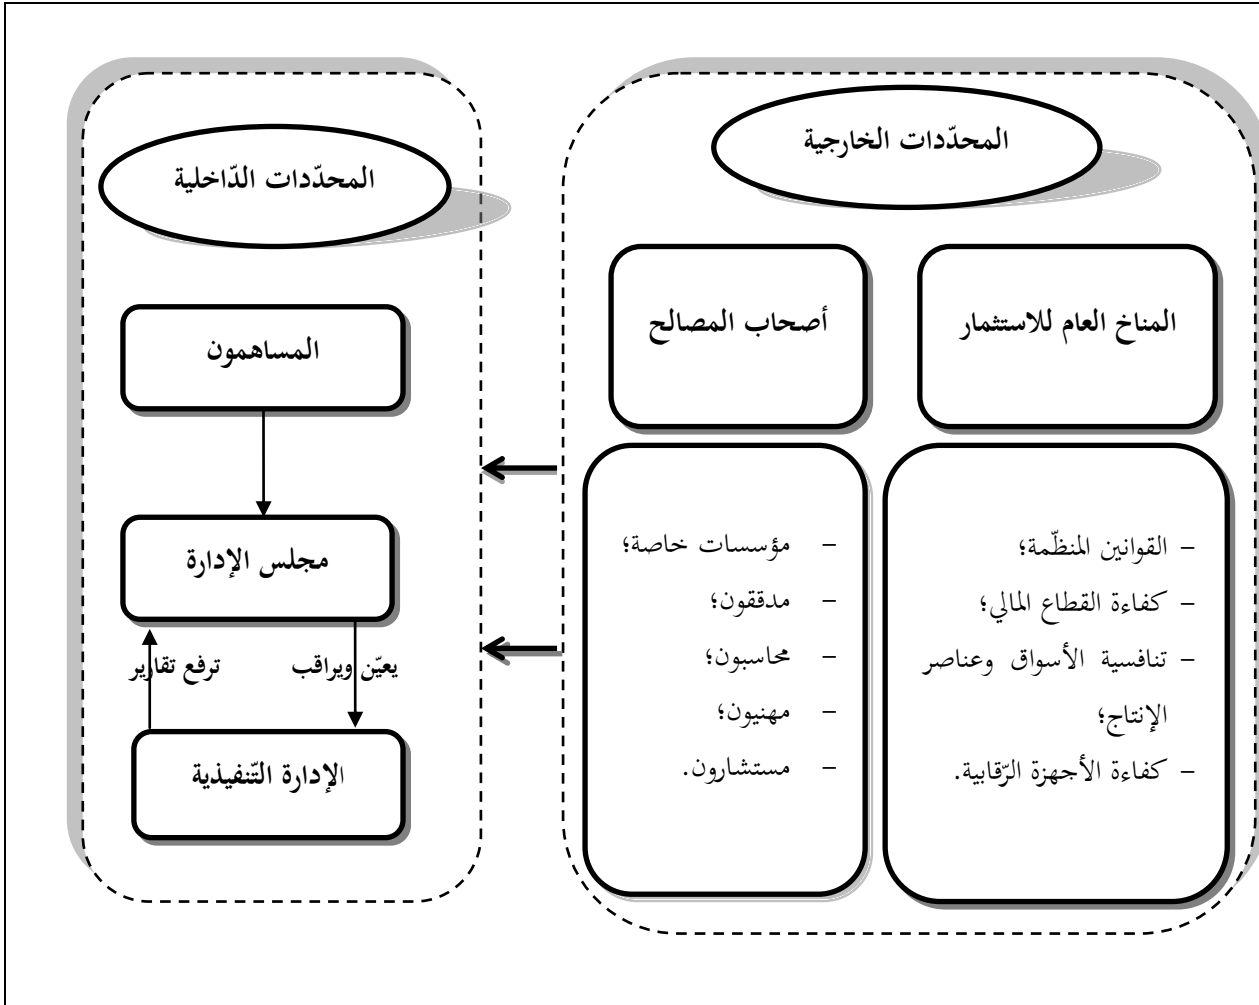 المحدّدات الخارجية
المناخ العام للاستثمار
– القوانين المنظّمة؛
– كفاءة القطاع المالي؛
– تنافسية الأسواق وعناصر
الإنتاج؛
– كفاءة الأجهزة الرّقابية.
أصحاب المصالح
– مؤسسات خاصة؛
– مدققون؛
– محاسبون؛
– مهنيون؛
– مستشارون.
المحدّدات الدّاخلية
المساهمون
مجلس الإدارة
يعيّن ويراقب
ترفع تقارير
الإدارة التّنفيذية